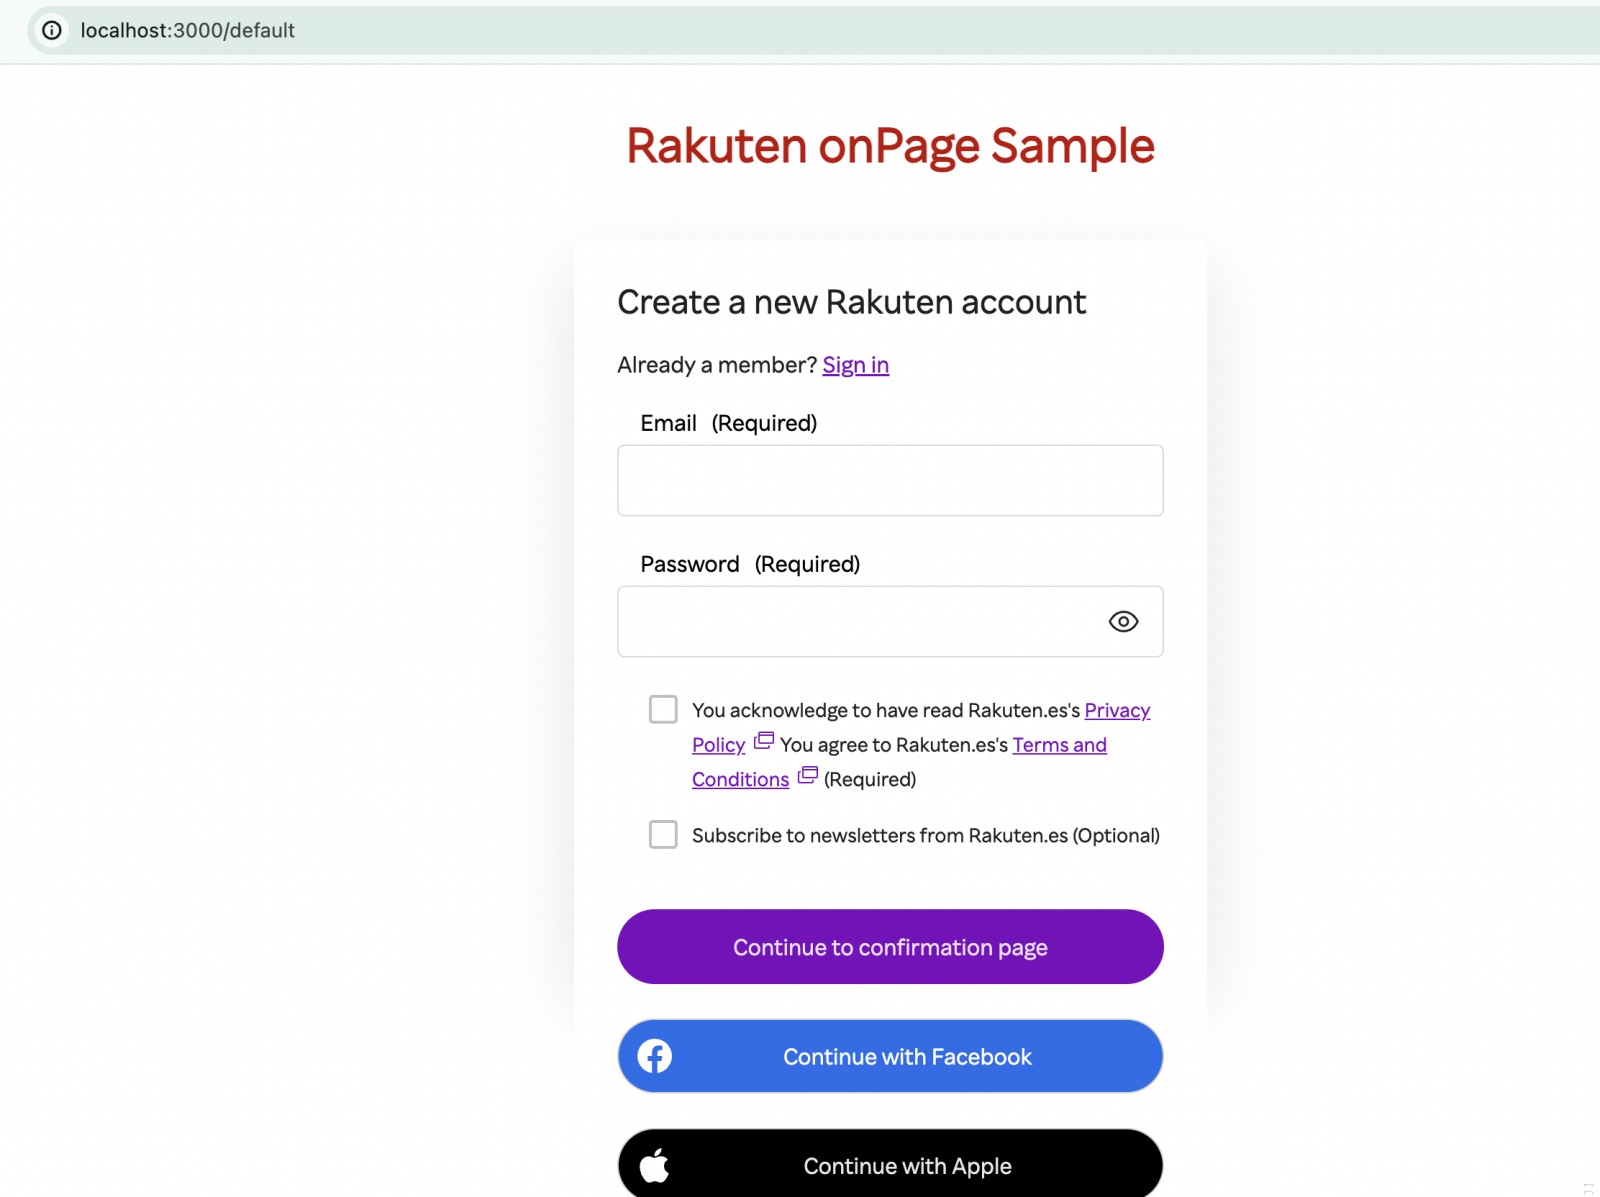 localhost:3000/default
Rakuten onPage Sample
Create a new Rakuten account
Already a member? Sign in
Email (Required)
Password (Required)
You acknowledge to have read Rakuten.es's Privacy
Policy You agree to Rakuten.es's Terms and
Conditions (Required)
Subscribe to newsletters from Rakuten.es (Optional)
Continue to confirmation page
Continue with Facebook
Continue with Apple